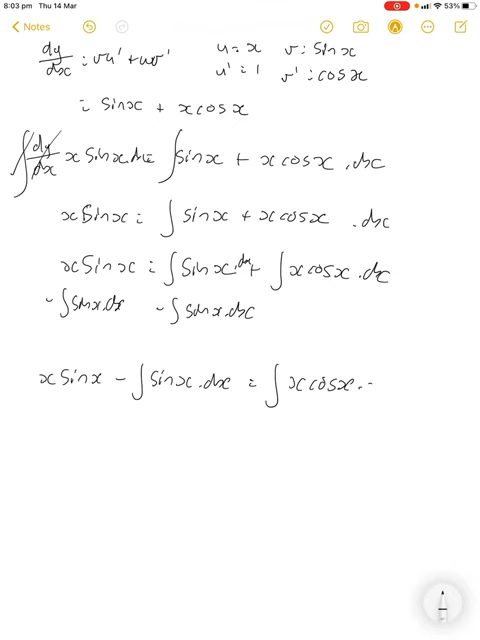 8:03 pm Thu 14 Mar 53%
Notes
dy/dx = vu' + uv' u = x v = sin x
u' = 1 v' = cos x
= sin x + x cos x
∫ dy/dx x sin x dx = ∫ sin x + x cos x . dx
x sin x = ∫ sin x + x cos x . dx
x sin x = ∫ sin x . dx + ∫ x cos x . dx
- ∫ sin x . dx - ∫ sin x . dx
x sin x - ∫ sin x . dx = ∫ x cos x . -